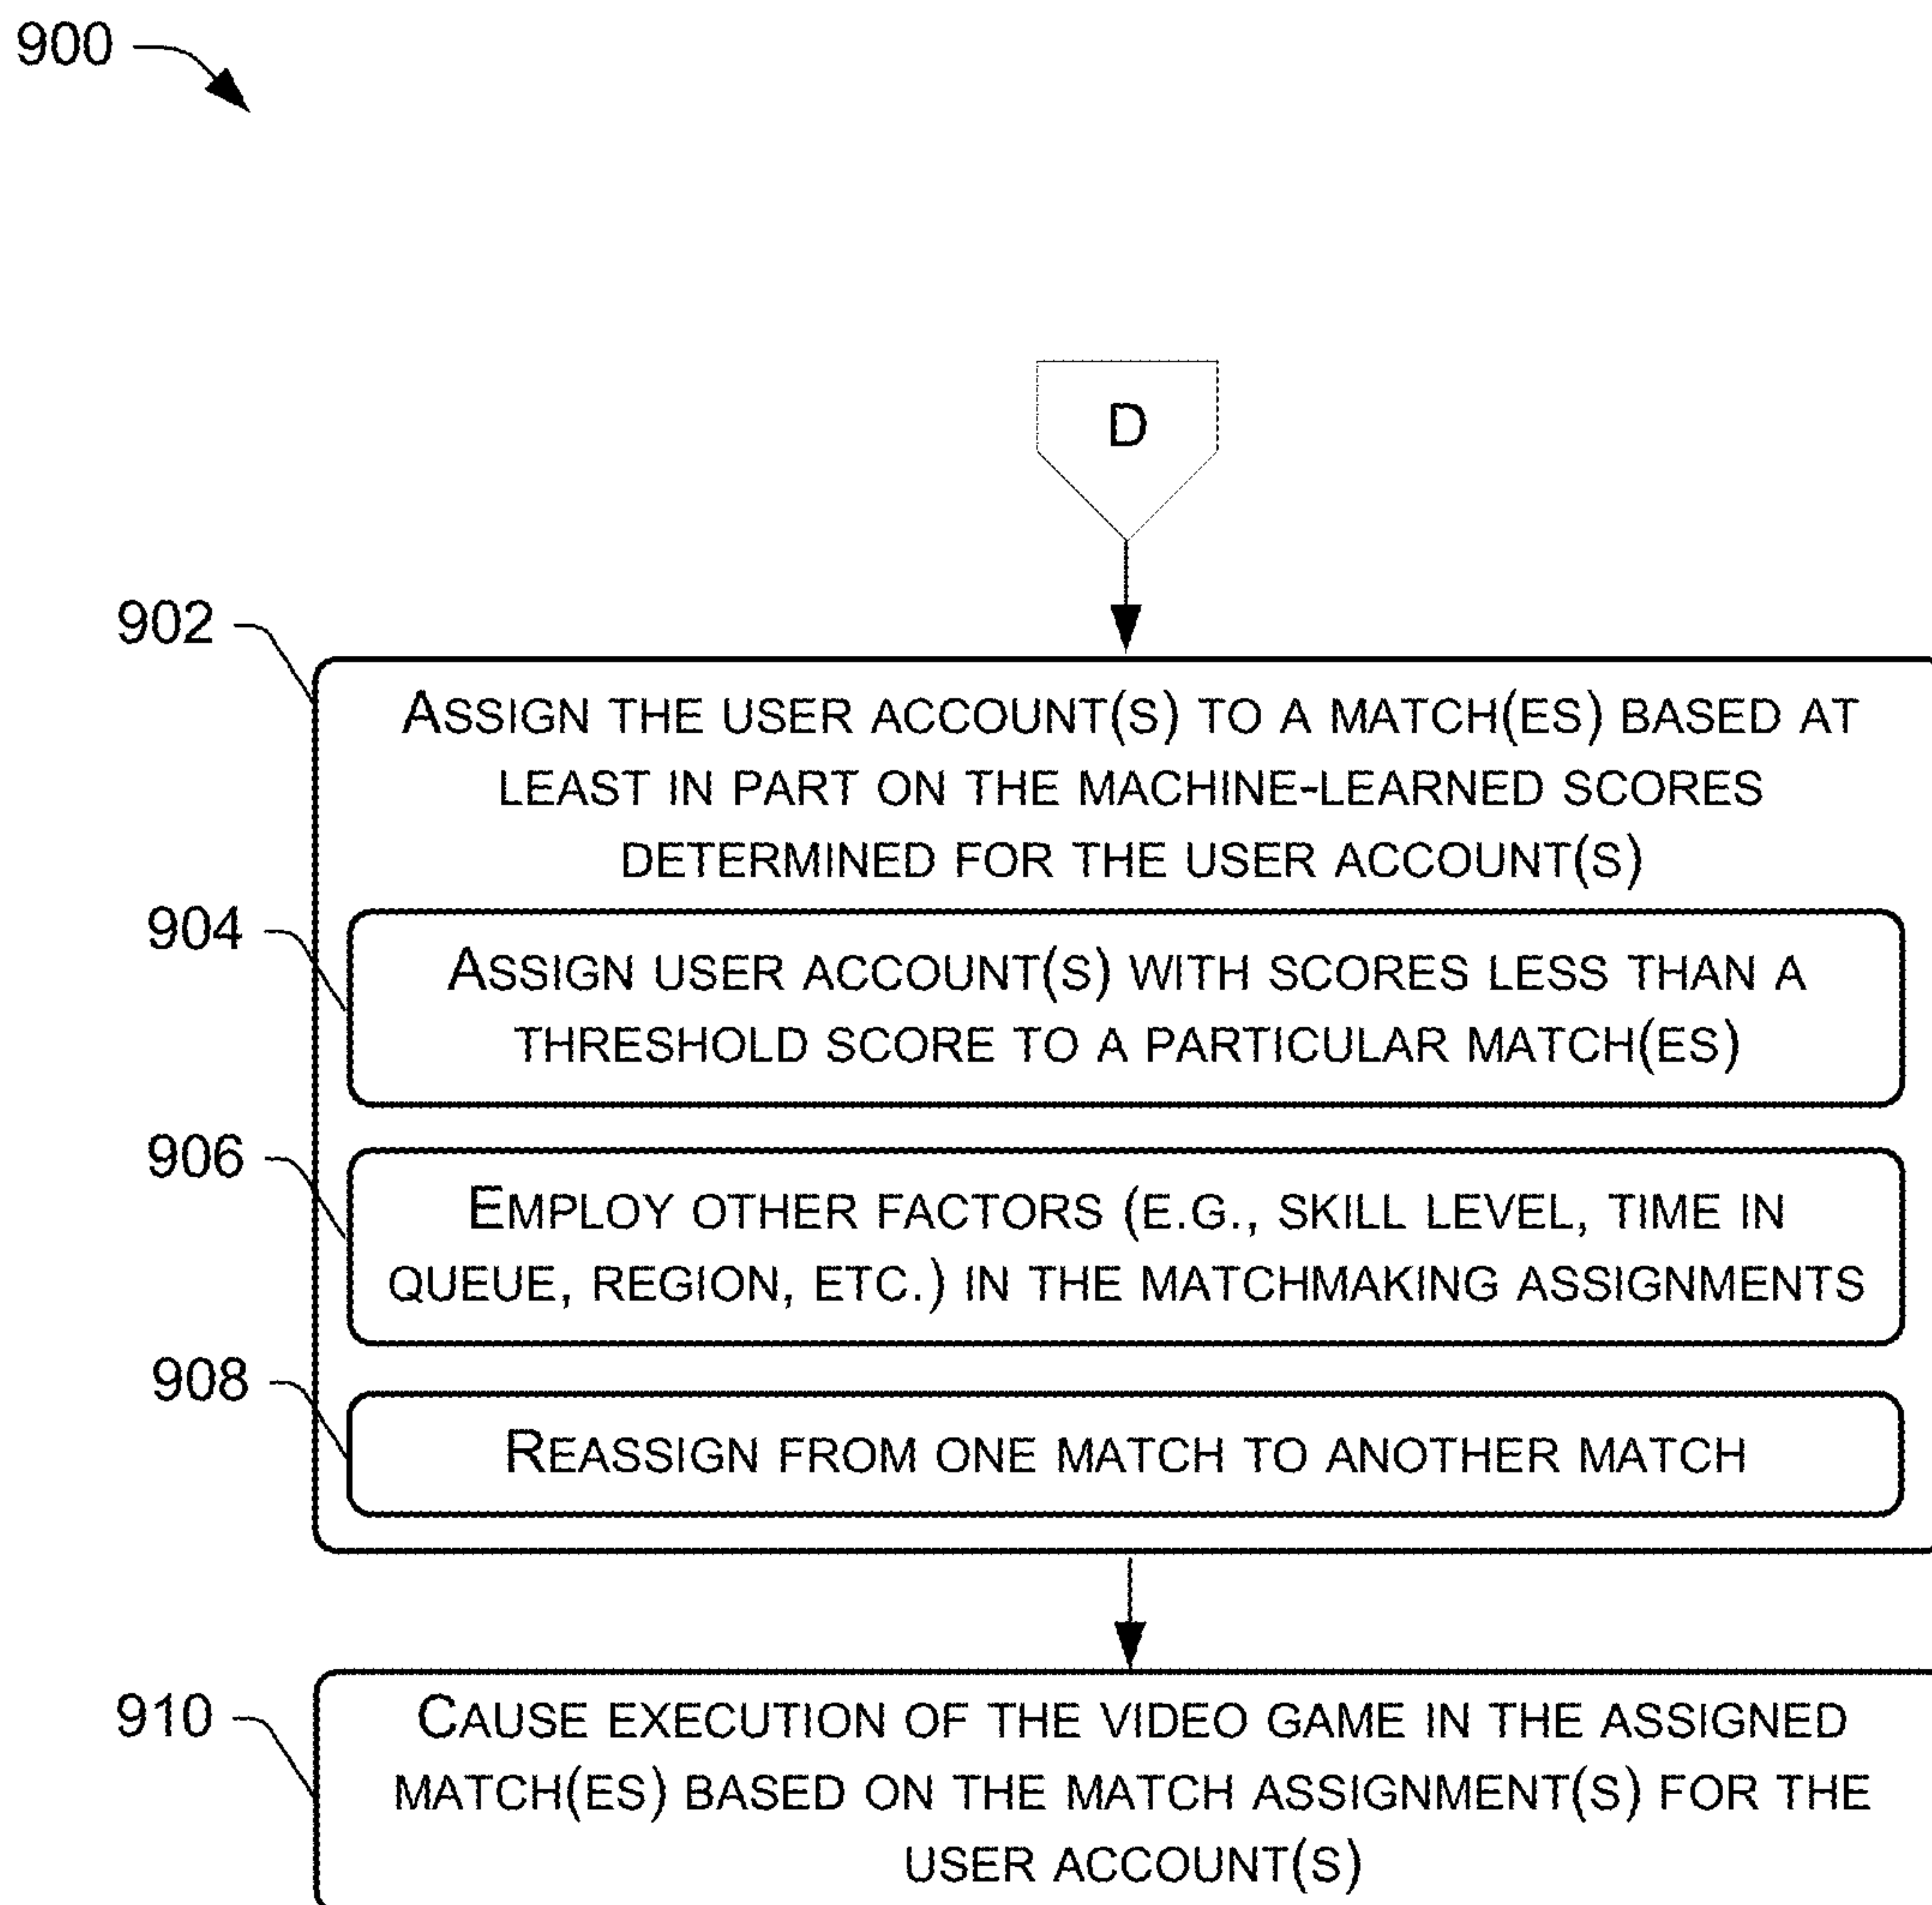 900
D
902
ASSIGN THE USER ACCOUNT(S) TO A MATCH(ES) BASED AT
LEAST IN PART ON THE MACHINE-LEARNED SCORES
DETERMINED FOR THE USER ACCOUNT(S)
904
ASSIGN USER ACCOUNT(S) WITH SCORES LESS THAN A
THRESHOLD SCORE TO A PARTICULAR MATCH(ES)
906
EMPLOY OTHER FACTORS (E.G., SKILL LEVEL, TIME IN
QUEUE, REGION, ETC.) IN THE MATCHMAKING ASSIGNMENTS
908
REASSIGN FROM ONE MATCH TO ANOTHER MATCH
910
CAUSE EXECUTION OF THE VIDEO GAME IN THE ASSIGNED
MATCH(ES) BASED ON THE MATCH ASSIGNMENT(S) FOR THE
USER ACCOUNT(S)